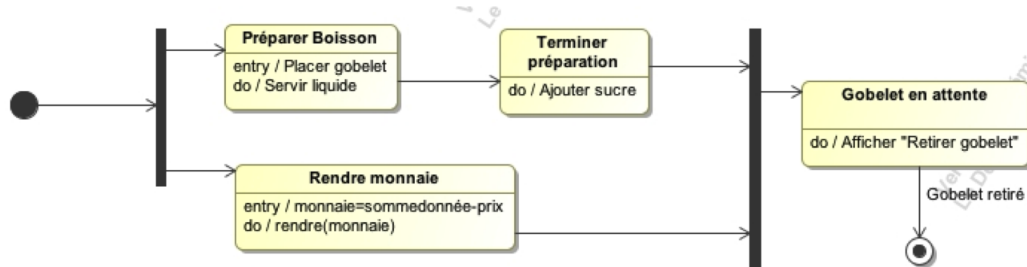 Préparer Boisson
entry / Placer gobelet
do / Servir liquide
Terminer
préparation
do / Ajouter sucre
Gobelet en attente
do / Afficher "Retirer gobelet"
Rendre monnaie
entry / monnaie=sommedonnée-prix
do / rendre(monnaie)
Gobelet retiré